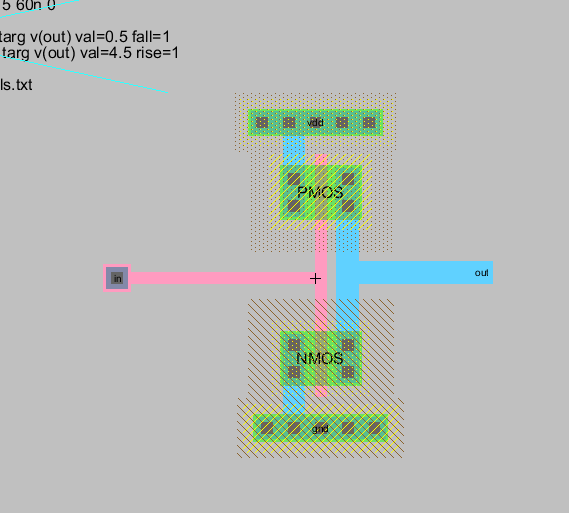 5 60n 0
targ v(out) val=0.5 fall=1
targ v(out) val=4.5 rise=1
ls.txt
vdd
PMOS
in
out
NMOS
gnd